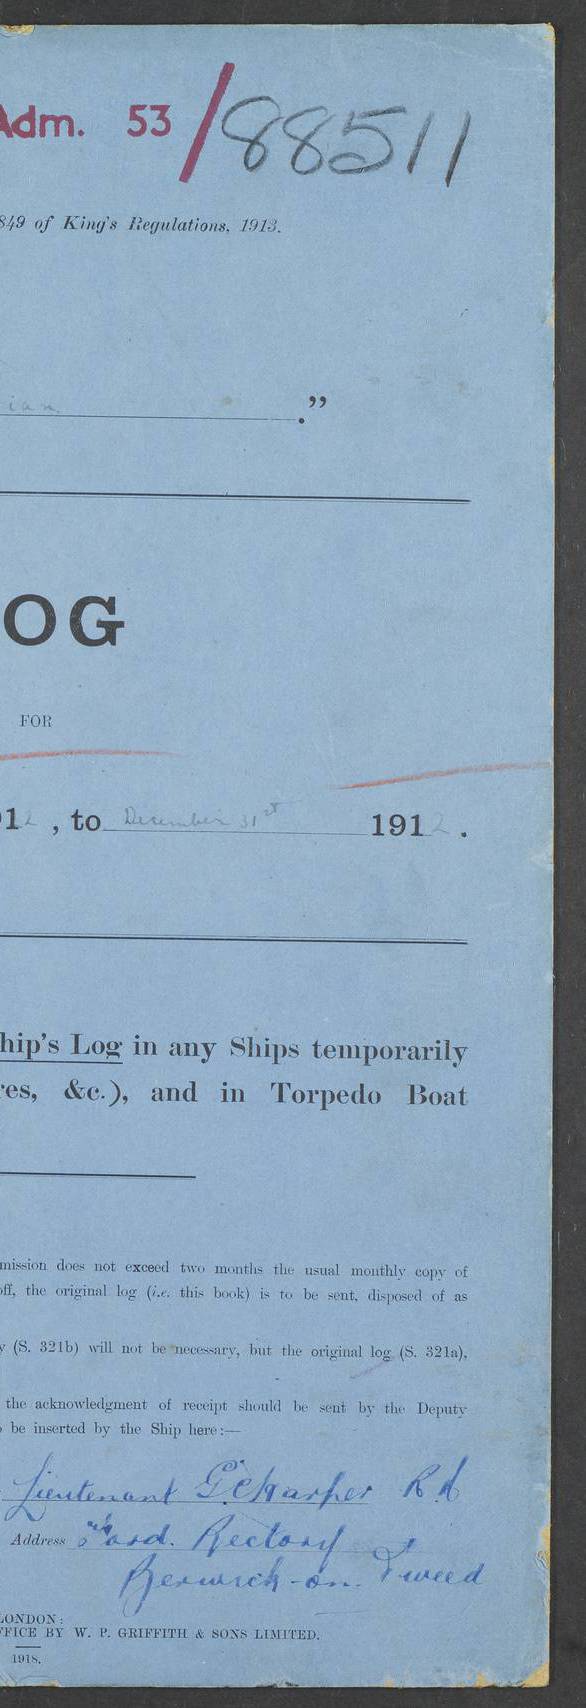 Adm. 53/88511
849 of King's Regulations, 1913.
ian ."
OG
FOR
912, to December 31st 1912.
hip's Log in any Ships temporarily
res, &c.), and in Torpedo Boat
mission does not exceed two months the usual monthly copy of
off, the original log (i.e. this book) is to be sent, disposed of as
y (S. 321b) will not be necessary, but the original log (S. 321a),
the acknowledgment of receipt should be sent by the Deputy
o be inserted by the Ship here:—
Lieutenant G. C. Harper R.N
Address Ford. Rectory
Berwick-on-Tweed
LONDON:
FFICE BY W. P. GRIFFITH & SONS LIMITED.
1918.